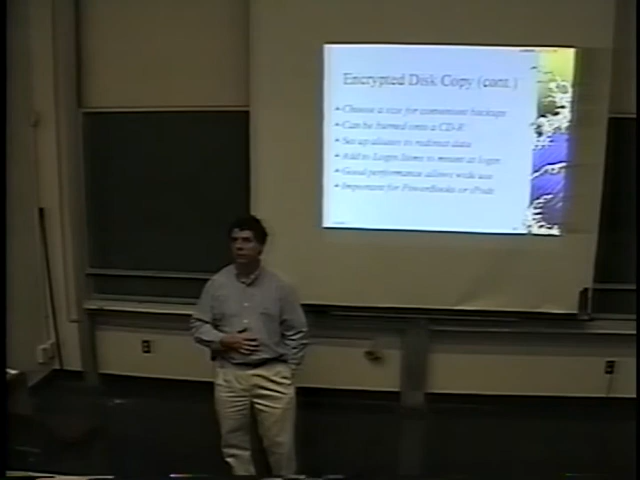 Encrypted Disk Copy (cont.)
Choose a size for convenient backups
Can be burned onto a CD-R
Set up aliases to redirect data
Add to Login Items to mount at login
Good performance allows wide use
Important for PowerBooks or iPods